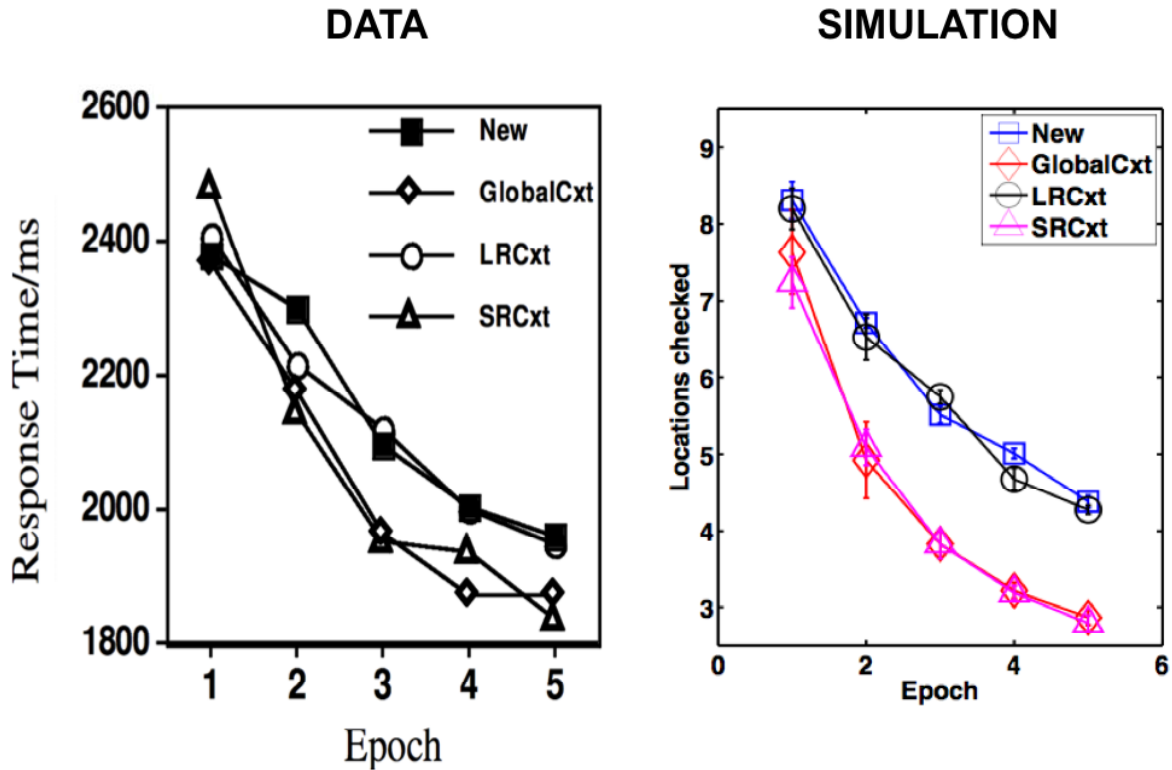 DATA
2600
2400
2200
2000
1800
Response Time/ms
New
GlobalCxt
LRCxt
SRCxt
1 2 3 4 5
Epoch
SIMULATION
9
8
7
6
5
4
3
Locations checked
New
GlobalCxt
LRCxt
SRCxt
0 2 4 6
Epoch